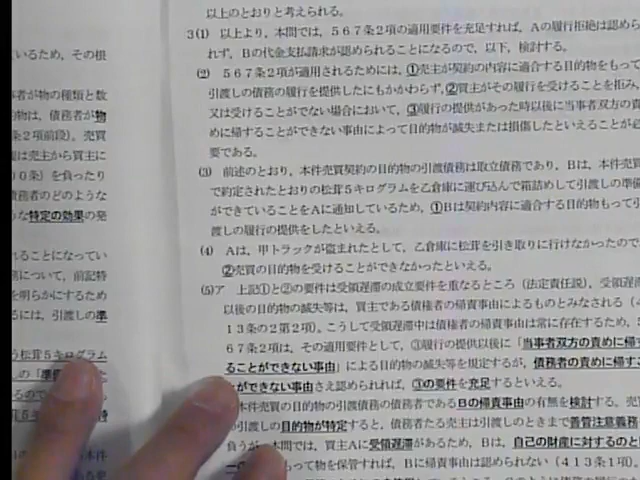 いるため，その根
者が物の種類と数
物は，債務者が物
条２項前段）。売買
は売主から買主に
０条）を負ったり
債務者のどのような
な特定の効果の発
れることになってい
務について，前記特
を明らかにするため
るには，引渡しの準
う松茸５キログラム
以上のとおりと考えられる。
3(1) 以上より，本問では，５６７条２項の適用要件を充足すれば，Ａの履行拒絶は認め
れず，Ｂの代金支払請求が認められることになるので，以下，検討する。
(2) ５６７条２項が適用されるためには，①売主が契約の内容に適合する目的物をもって
引渡しの債務の履行を提供したにもかかわらず，②買主がその履行を受けることを拒み，
又は受けることができない場合において，③履行の提供があった時以後に当事者双方の責
めに帰することができない事由によって目的物が滅失または損傷したといえることが必
要である。
(3) 前述のとおり，本件売買契約の目的物の引渡債務は取立債務であり，Ｂは，本件売買
で約定されたとおりの松茸５キログラムを乙倉庫に運び込んで箱詰めして引渡しの準備
ができていることをＡに通知しているため，①Ｂは契約内容に適合する目的物をもって引
渡しの履行の提供をしたといえる。
(4) Ａは，甲トラックが盗まれたとして，乙倉庫に松茸を引き取りに行けなかったので
②売買の目的物を受けることができなかったといえる。
(5)ア 上記①と②の要件は受領遅滞の成立要件を重なるところ（法定責任説），受領遅滞
以後の目的物の滅失等は，買主である債権者の帰責事由によるものとみなされる（４
１３条の２第２項）。こうして受領遅滞中は債権者の帰責事由は常に存在するため，５
６７条２項は，その適用要件として，③履行の提供以後に「当事者双方の責めに帰す
ることができない事由」による目的物の滅失等を規定するが，債務者の責めに帰す
ができない事由さえ認められれば，③の要件を充足するといえる。
本件売買の目的物の引渡債務の債務者であるＢの帰責事由の有無を検討する。売
の引渡しの目的物が特定すると，債務者たる売主は引渡しのときまで善管注意義務
負うが 本問では，買主Ａに受領遅滞があるため，Ｂは，自己の財産に対するのと
もって物を保管すれば，Ｂに帰責事由は認められない（４１３条１項）。